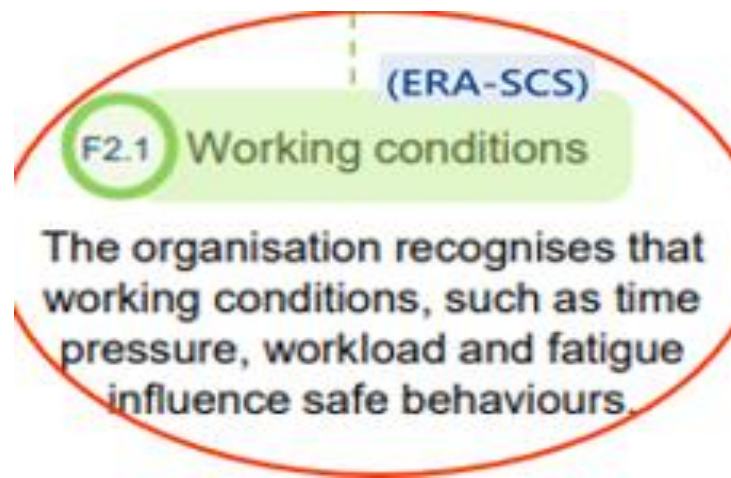 (ERA-SCS)
F2.1 Working conditions
The organisation recognises that
working conditions, such as time
pressure, workload and fatigue
influence safe behaviours.